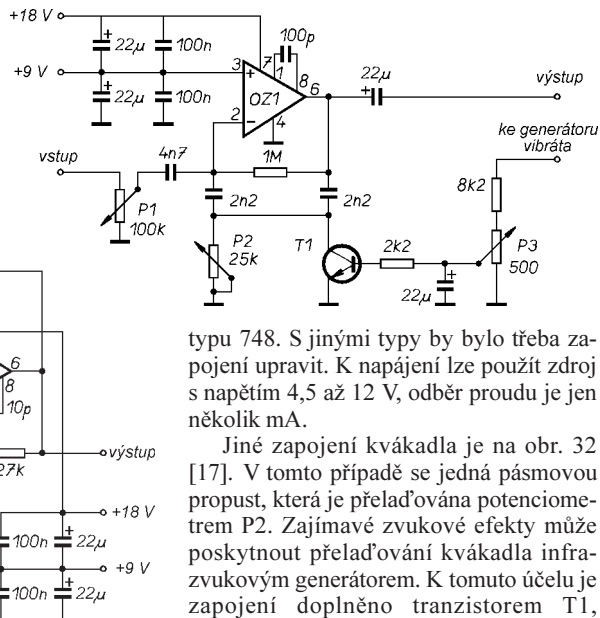 +18 V
22µ
100n
100p
7
1
+9 V
3
+
8
22µ
výstup
22µ
100n
OZ1
6
2
−
4
ke generátoru
vibráta
vstup
4n7
1M
8k2
P1
100k
2n2
2n2
P2
25k
T1
2k2
P3
500
22µ
6
8
10p
27k
výstup
+18 V
100n
22µ
+9 V
100n
22µ
typu 748. S jinými typy by bylo třeba za-
pojení upravit. K napájení lze použít zdroj
s napětím 4,5 až 12 V, odběr proudu je jen
několik mA.
Jiné zapojení kvákadla je na obr. 32
[17]. V tomto případě se jedná pásmovou
propust, která je přelaďována potenciome-
trem P2. Zajímavé zvukové efekty může
poskytnout přelaďování kvákadla infra-
zvukovým generátorem. K tomuto účelu je
zapojení doplněno tranzistorem T1,